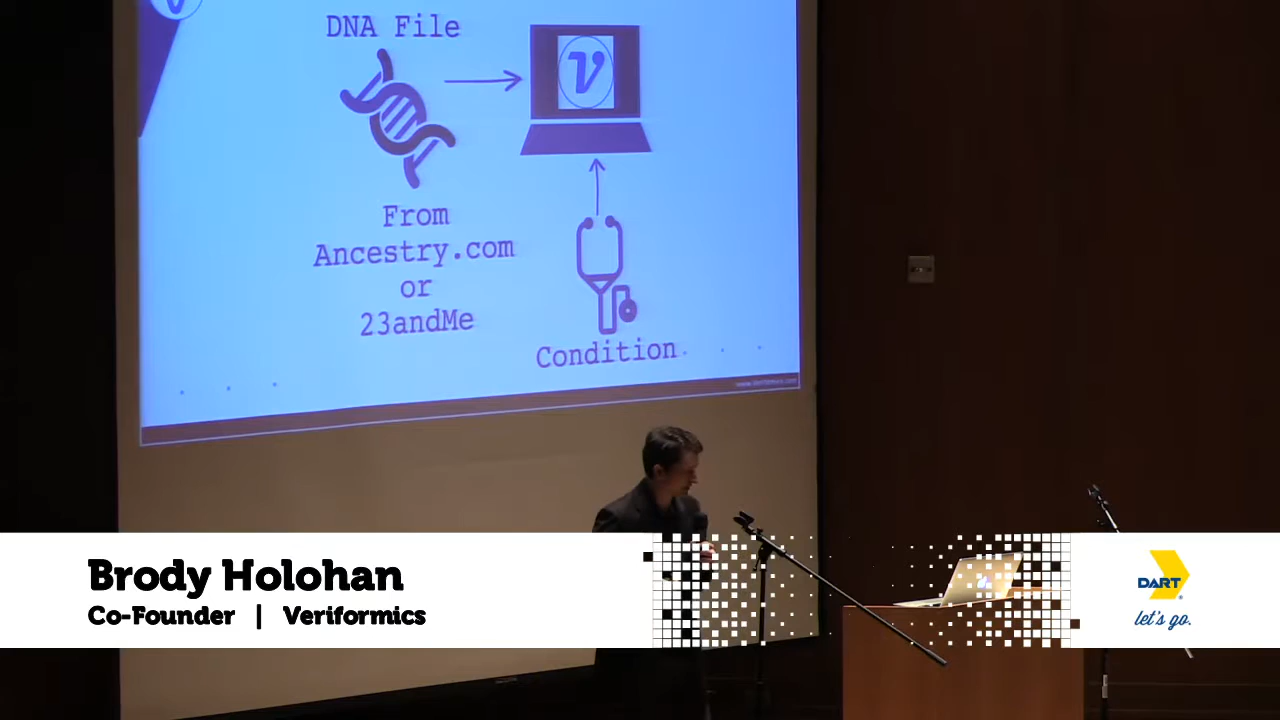 DNA File
v
From
Ancestry.com
or
23andMe
Condition
Brody Holohan
Co-Founder | Veriformics
DART
let's go.